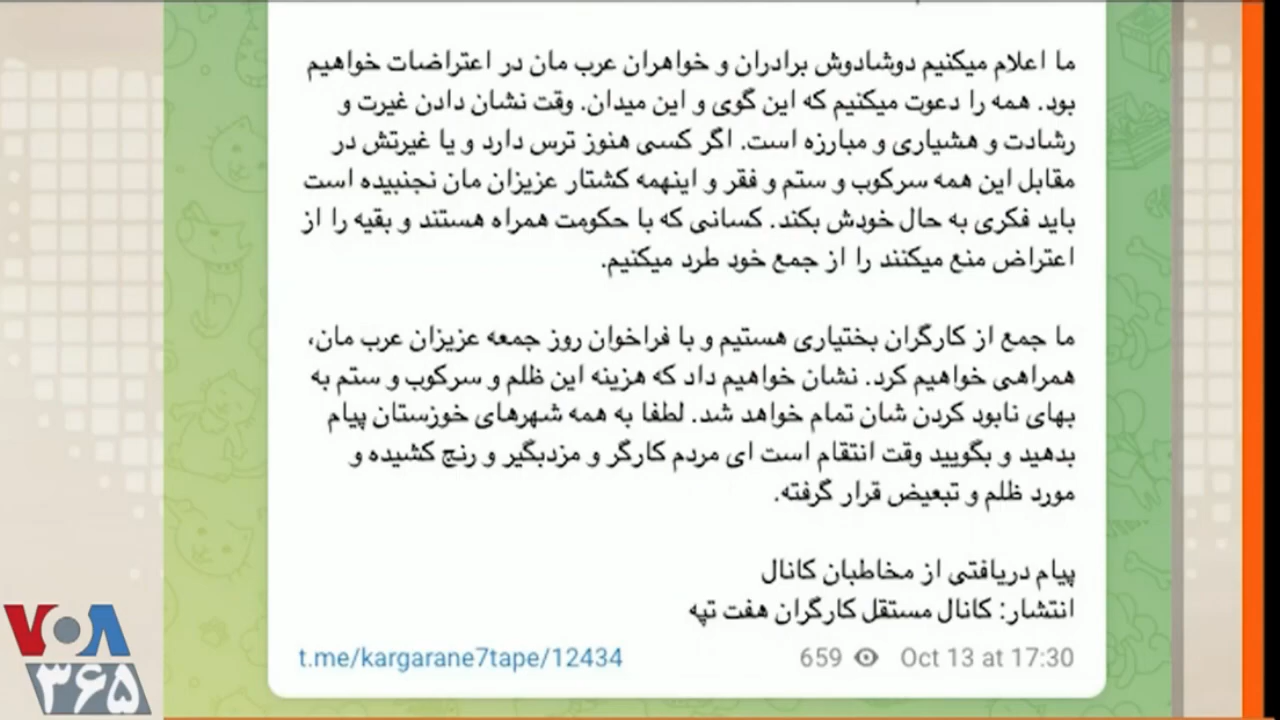 ما اعلام میکنیم دوشادوش برادران و خواهران عرب مان در اعتراضات خواهیم
بود. همه را دعوت میکنیم که این گوی و این میدان. وقت نشان دادن غیرت و
رشادت و هشیاری و مبارزه است. اگر کسی هنوز ترس دارد و یا غیرتش در
مقابل این همه سرکوب و ستم و فقر و اینهمه کشتار عزیزان مان نجنبیده است
باید فکری به حال خودش بکند. کسانی که با حکومت همراه هستند و بقیه را از
اعتراض منع میکنند را از جمع خود طرد میکنیم.
ما جمع از کارگران بختیاری هستیم و با فراخوان روز جمعه عزیزان عرب مان،
همراهی خواهیم کرد. نشان خواهیم داد که هزینه این ظلم و سرکوب و ستم به
بهای نابود کردن شان تمام خواهد شد. لطفا به همه شهرهای خوزستان پیام
بدهید و بگویید وقت انتقام است ای مردم کارگر و مزدبگیر و رنج کشیده و
مورد ظلم و تبعیض قرار گرفته.
پیام دریافتی از مخاطبان کانال
انتشار: کانال مستقل کارگران هفت تپه
t.me/kargarane7tape/12434 659 Oct 13 at 17:30
VOA
۳۶۵